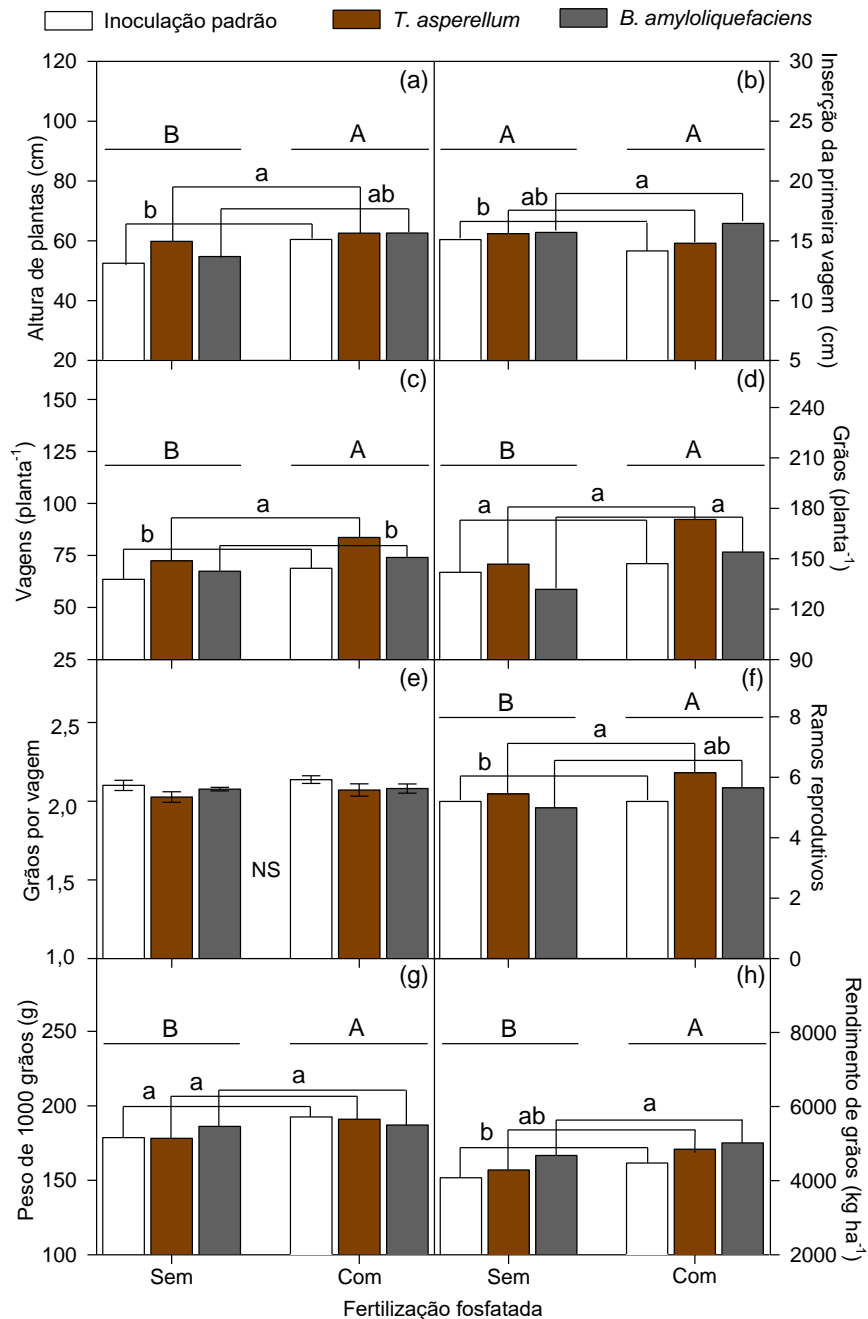 Inoculação padrão T. asperellum B. amyloliquefaciens
(a)
Altura de plantas (cm)
120
100
80
60
40
20
B A
b a ab
(b)
Inserção da primeira vagem (cm)
30
25
20
15
10
5
A A
b ab a
(c)
Vagens (planta-1)
150
125
100
75
50
25
B A
b a b
(d)
Grãos (planta-1)
240
210
180
150
120
90
B A
a a a
(e)
Grãos por vagem
2,5
2,0
1,5
1,0
NS
(f)
Ramos reprodutivos
8
6
4
2
0
B A
b a ab
(g)
Peso de 1000 grãos (g)
250
200
150
100
B A
a a a
(h)
Rendimento de grãos (kg ha-1)
8000
6000
4000
2000
B A
b ab a
Sem Com Sem Com
Fertilização fosfatada